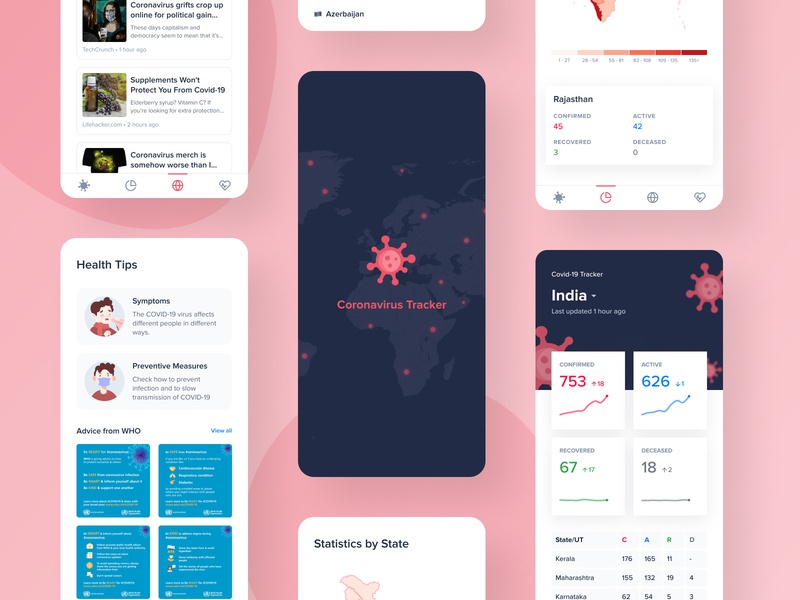 Coronavirus grifts crop up
online for political gain...
These days capitalism and
democracy seem to mean that it's...
TechCrunch • 1 hour ago
Supplements Won't
Protect You From Covid-19
Elderberry syrup? Vitamin C? If
you're looking for extra protection...
Lifehacker.com • 2 hours ago
Coronavirus merch is
somehow worse than I...
Health Tips
Symptoms
The COVID-19 virus affects
different people in different
ways.
Preventive Measures
Check how to prevent
infection and to slow
transmission of COVID-19
Advice from WHO
View all
Azerbaijan
Coronavirus Tracker
Statistics by State
1 - 27
28 - 54
55 - 81
82 - 108
109 - 135
135+
Rajasthan
CONFIRMED
ACTIVE
45
42
RECOVERED
DECEASED
3
0
Covid-19 Tracker
India
Last updated 1 hour ago
CONFIRMED
753 ↑18
ACTIVE
626 ↓1
RECOVERED
67 ↑17
DECEASED
18 ↑2
State/UT C A R D
Kerala 176 165 11 -
Maharashtra 155 132 19 4
Karnataka 62 54 5 3